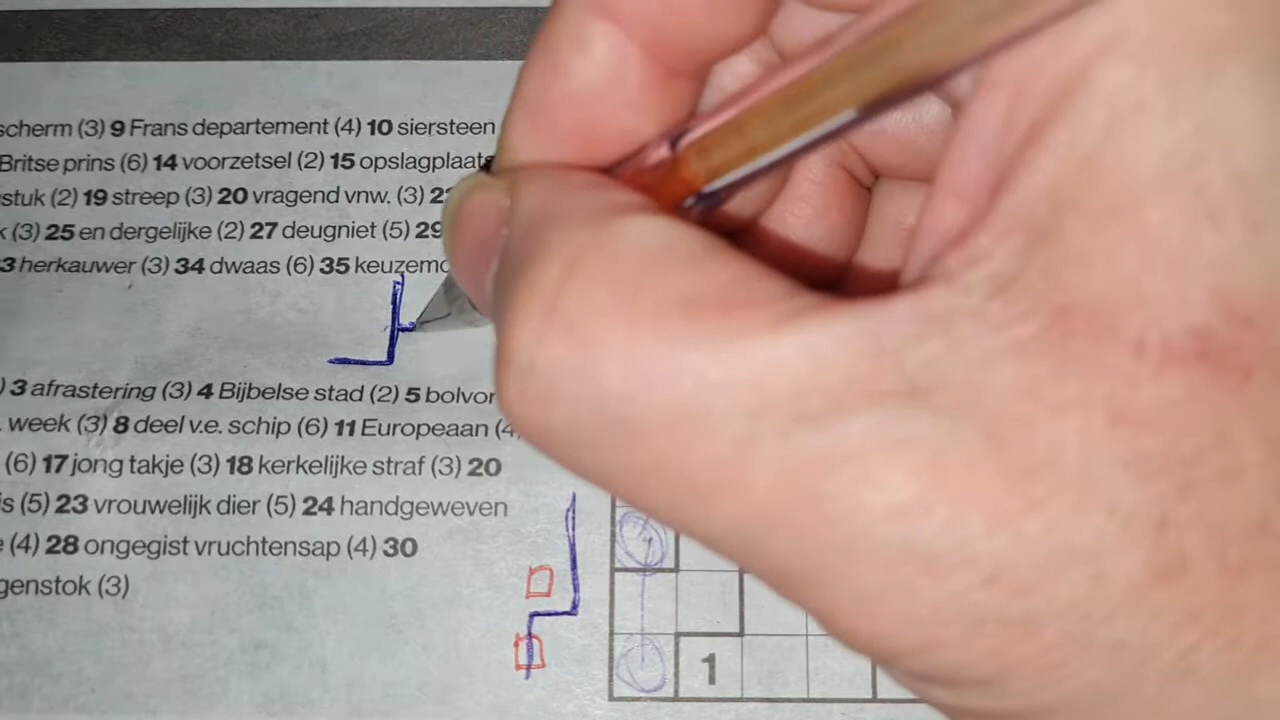 scherm (3) 9 Frans departement (4) 10 siersteen
Britse prins (6) 14 voorzetsel (2) 15 opslagplaats
stuk (2) 19 streep (3) 20 vragend vnw. (3)
(3) 25 en dergelijke (2) 27 deugniet (5) 29
3 herkauwer (3) 34 dwaas (6) 35 keuzemo
) 3 afrastering (3) 4 Bijbelse stad (2) 5 bolvor
. week (3) 8 deel v.e. schip (6) 11 Europeaan (4
(6) 17 jong takje (3) 18 kerkelijke straf (3) 20
is (5) 23 vrouwelijk dier (5) 24 handgeweven
(4) 28 ongegist vruchtensap (4) 30
genstok (3)
1